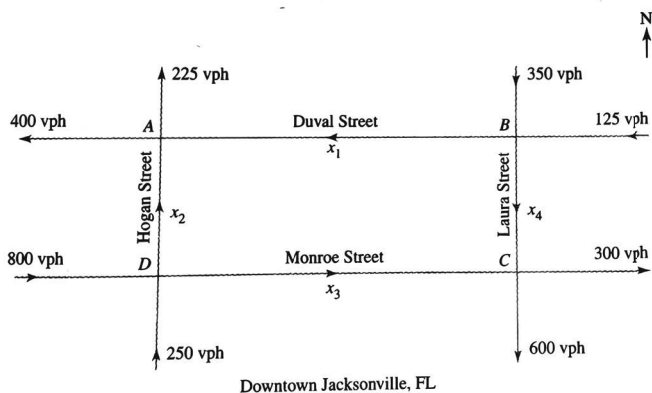 N
225 vph
350 vph
400 vph
A
Duval Street
B
125 vph
x1
Hogan Street
x2
Laura Street
x4
800 vph
D
Monroe Street
C
300 vph
x3
250 vph
600 vph
Downtown Jacksonville, FL